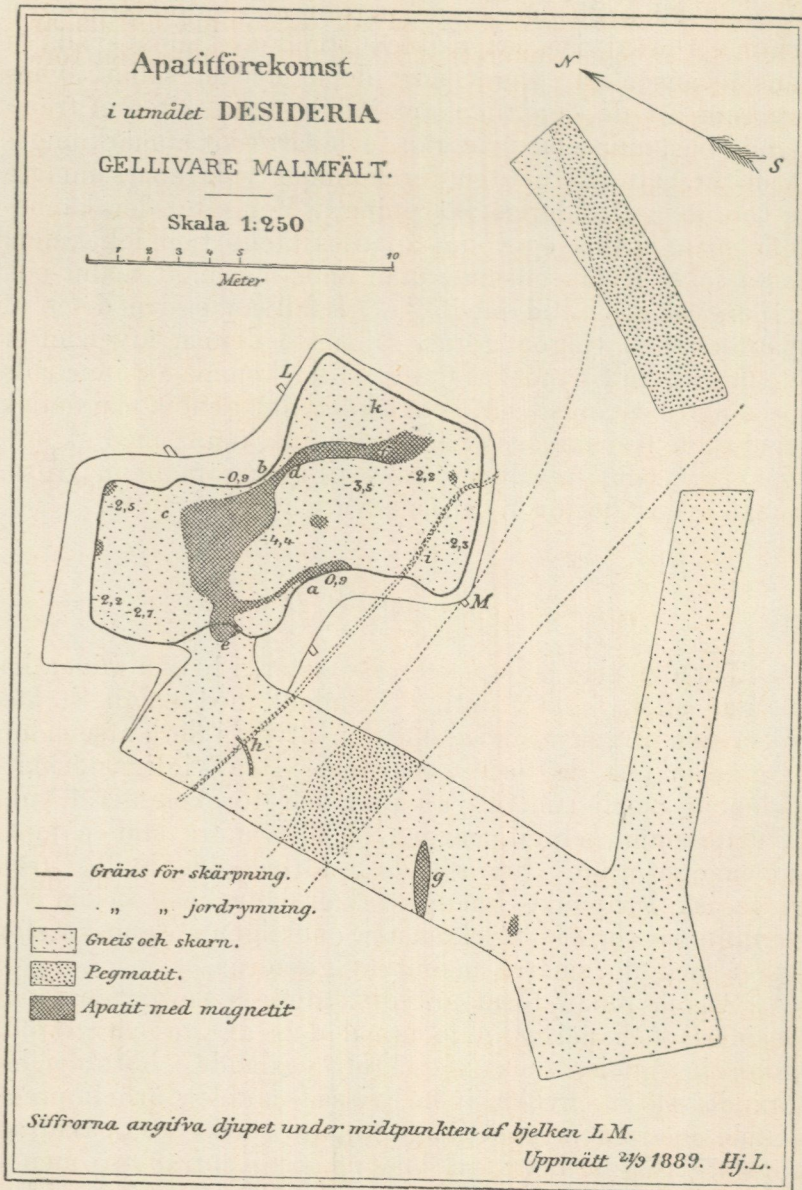 Apatitförekomst
i utmålet DESIDERIA
GELLIVARE MALMFÄLT.
Skala 1:250
1 2 3 4 5 10
Meter
N
S
L
k
b
-0,9
d
f
-2,5
c
-3,5
-2,2
-4,4
i
-2,3
-2,2
-2,7
a
0,9
M
e
h
g
Gräns för skärpning.
„ „ jordrymning.
Gneis och skarn.
Pegmatit.
Apatit med magnetit
Siffrorna angifva djupet under midtpunkten af bjelken L M.
Uppmätt 21/9 1889. Hj. L.